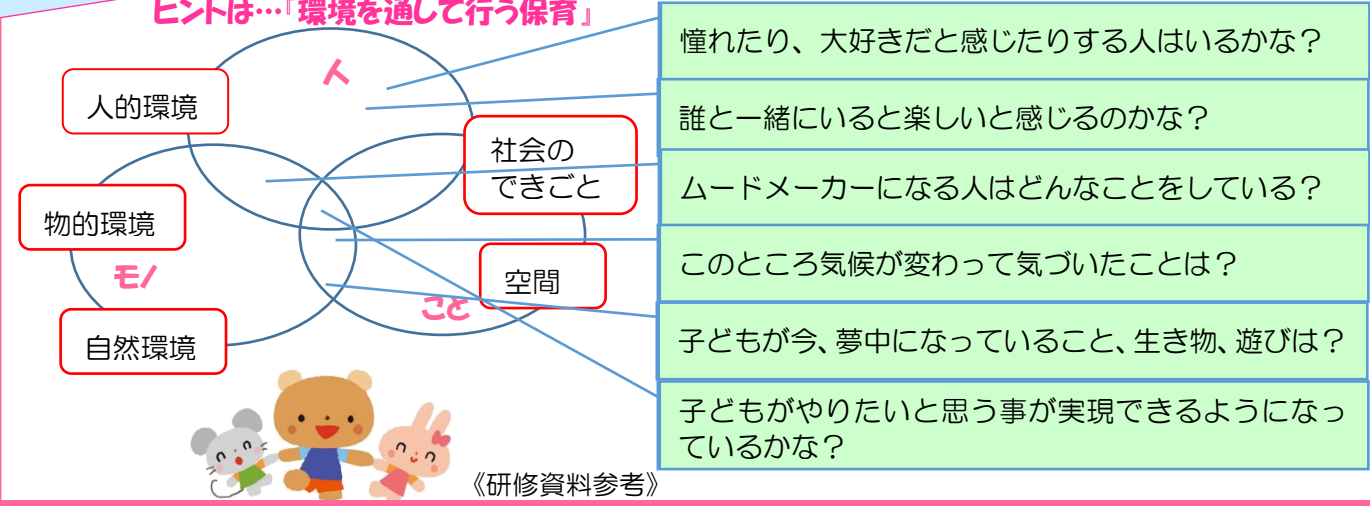 ヒントは…『環境を通して行う保育』
人
人的環境
社会の
できごと
物的環境
モノ
空間
こと
自然環境
憧れたり、大好きだと感じたりする人はいるかな？
誰と一緒にいると楽しいと感じるのかな？
ムードメーカーになる人はどんなことをしている？
このところ気候が変わって気づいたことは？
子どもが今、夢中になっていること、生き物、遊びは？
子どもがやりたいと思う事が実現できるようになっ
ているかな？
《研修資料参考》